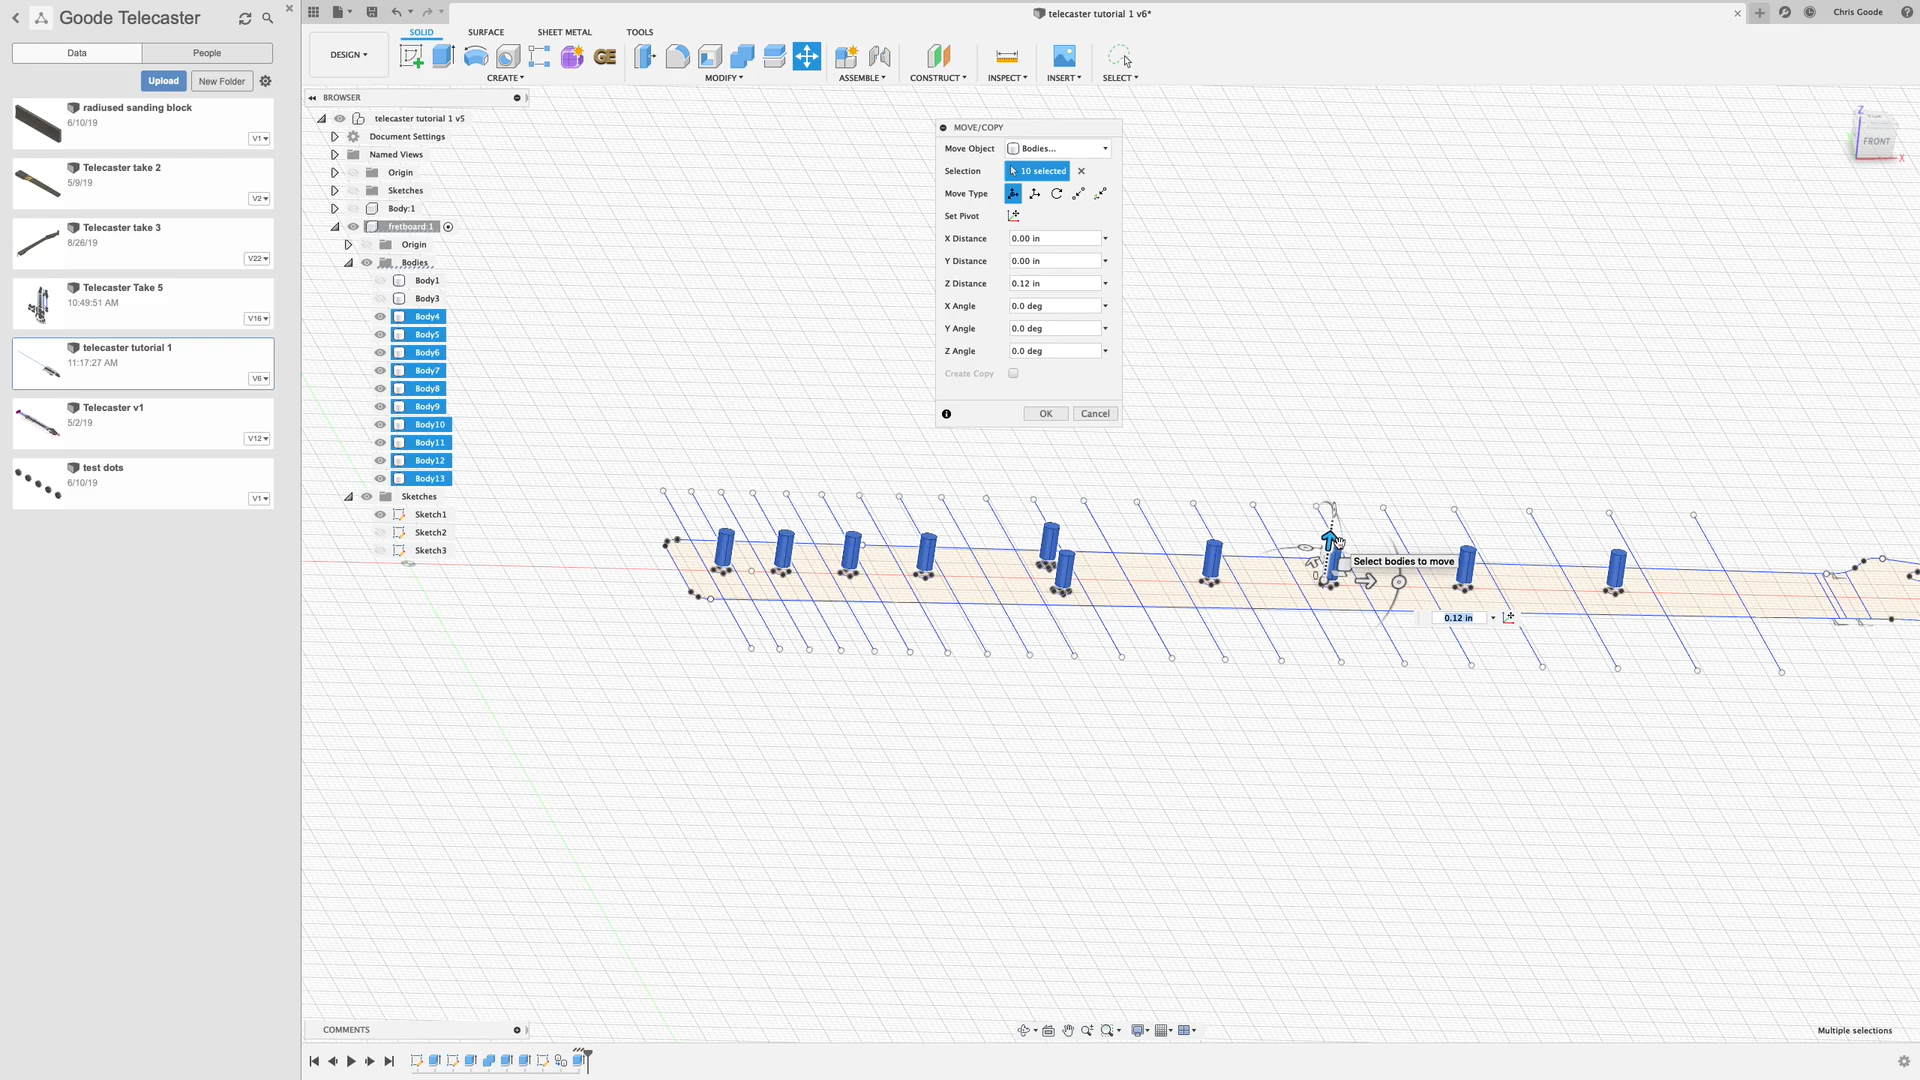 Goode Telecaster
Data
People
Upload
New Folder
radiused sanding block
6/10/19
V1
Telecaster take 2
5/9/19
V2
Telecaster take 3
8/26/19
V22
Telecaster Take 5
10:49:51 AM
V16
telecaster tutorial 1
11:17:27 AM
V6
Telecaster v1
5/2/19
V12
test dots
6/10/19
V1
telecaster tutorial 1 v6*
Chris Goode
SOLID
SURFACE
SHEET METAL
TOOLS
DESIGN
GE
CREATE
MODIFY
ASSEMBLE
CONSTRUCT
INSPECT
INSERT
SELECT
BROWSER
telecaster tutorial 1 v5
Document Settings
Named Views
Origin
Sketches
Body:1
fretboard:1
Origin
Bodies
Body1
Body3
Body4
Body5
Body6
Body7
Body8
Body9
Body10
Body11
Body12
Body13
Sketches
Sketch1
Sketch2
Sketch3
MOVE/COPY
Move Object
Bodies...
Selection
10 selected
Move Type
Set Pivot
X Distance
0.00 in
Y Distance
0.00 in
Z Distance
0.12 in
X Angle
0.0 deg
Y Angle
0.0 deg
Z Angle
0.0 deg
Create Copy
OK
Cancel
Z
FRONT
X
Select bodies to move
0.12 in
COMMENTS
Multiple selections